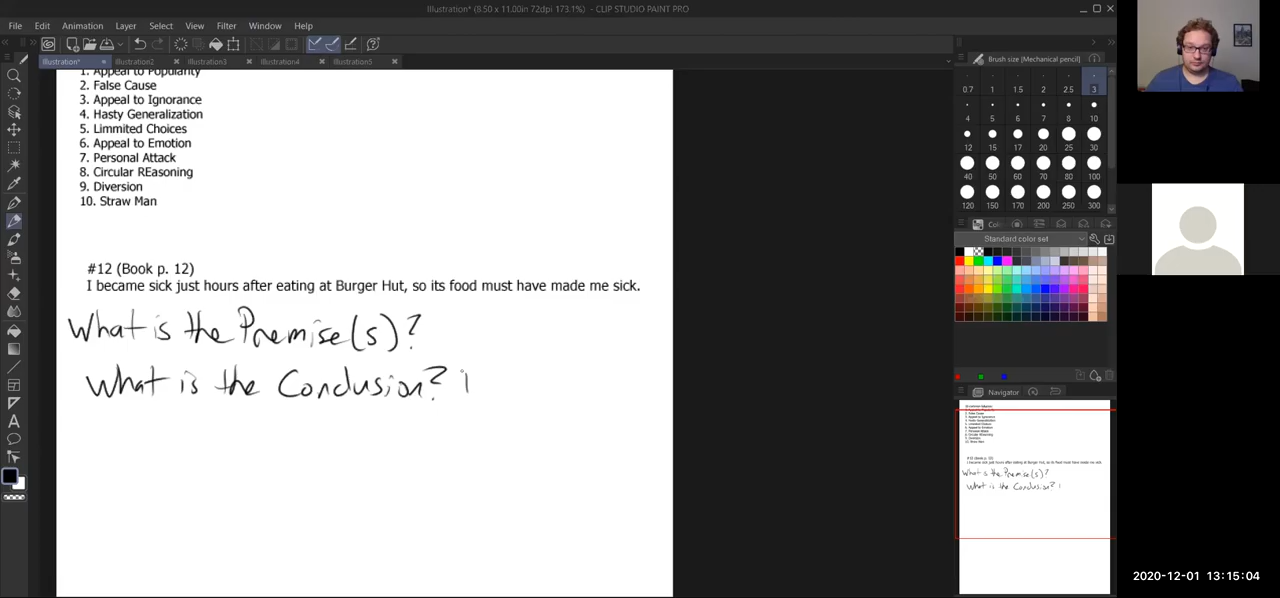 Illustration* (8.50 x 11.00in 72dpi 173.1%) - CLIP STUDIO PAINT PRO
File Edit Animation Layer Select View Filter Window Help
Illustration* Illustration2 Illustration3 Illustration4 Illustration5
Brush size [Mechanical pencil]
0.7 1 1.5 2 2.5 3
4 5 6 7 8 10
12 15 17 20 25 30
40 50 60 70 80 100
120 150 170 200 250 300
Standard color set
Navigator
1. Appeal to Popularity
2. False Cause
3. Appeal to Ignorance
4. Hasty Generalization
5. Limmited Choices
6. Appeal to Emotion
7. Personal Attack
8. Circular REasoning
9. Diversion
10. Straw Man
#12 (Book p. 12)
I became sick just hours after eating at Burger Hut, so its food must have made me sick.
What is the Premise(s)?
What is the Conclusion?
2020-12-01 13:15:04